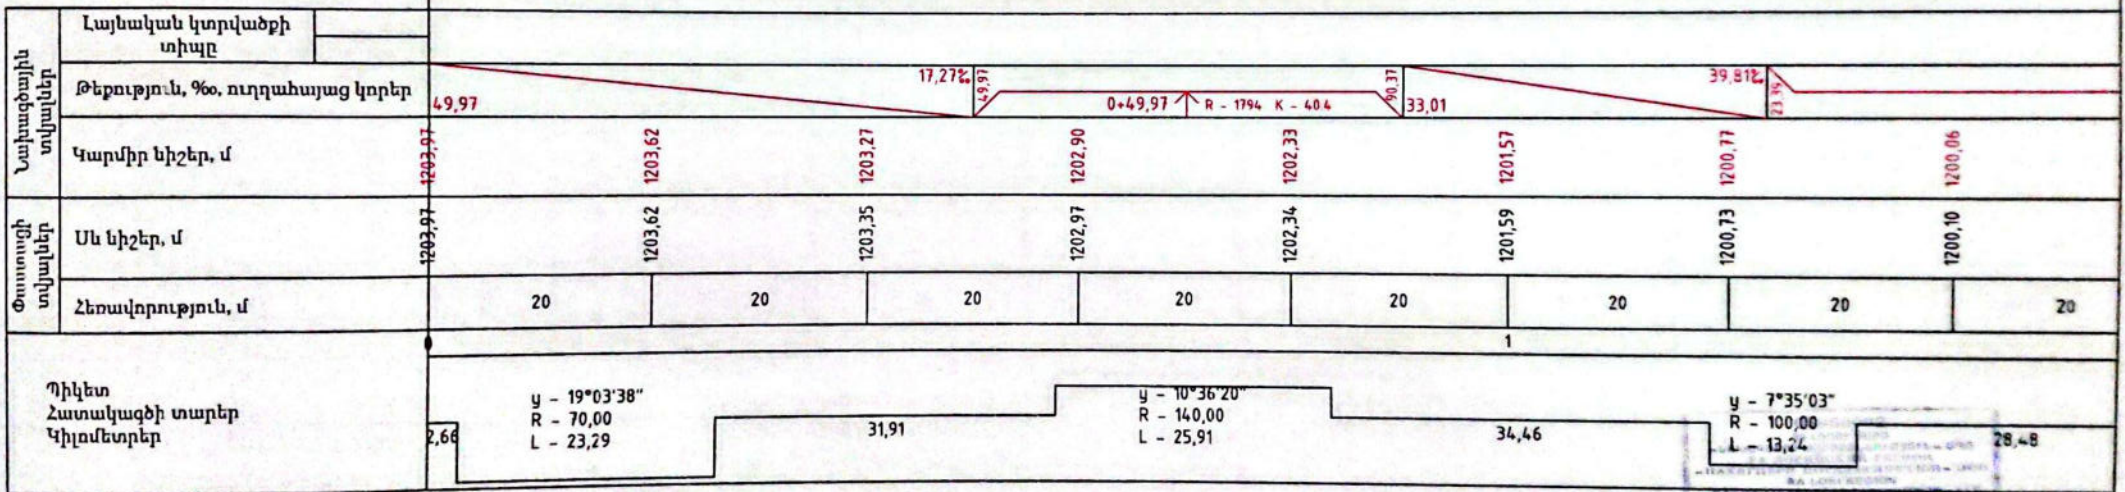 Նախագծային տվյալներ
Լայնական կտրվածքի
տիպը
Թեքություն, ‰, ուղղահայաց կորեր
49,97
17,27‰
49,97
0+49,97 R - 1794 K - 40.4
90,37
33,01
39,81‰
23,39
Կարմիր նիշեր, մ
1203,97
1203,62
1203,27
1202,90
1202,33
1201,57
1200,77
1200,06
Փաստացի տվյալներ
Սև նիշեր, մ
1203,97
1203,62
1203,35
1202,97
1202,34
1201,59
1200,73
1200,10
Հեռավորություն, մ
20 20 20 20 20 20 20 20
0 1
Պիկետ
Հատակագծի տարեր
Կիլոմետրեր
2,66
y - 19°03'38"
R - 70,00
L - 23,29
31,91
y - 10°36'20"
R - 140,00
L - 25,91
34,46
y - 7°35'03"
R - 100,00
L - 13,24
28,48